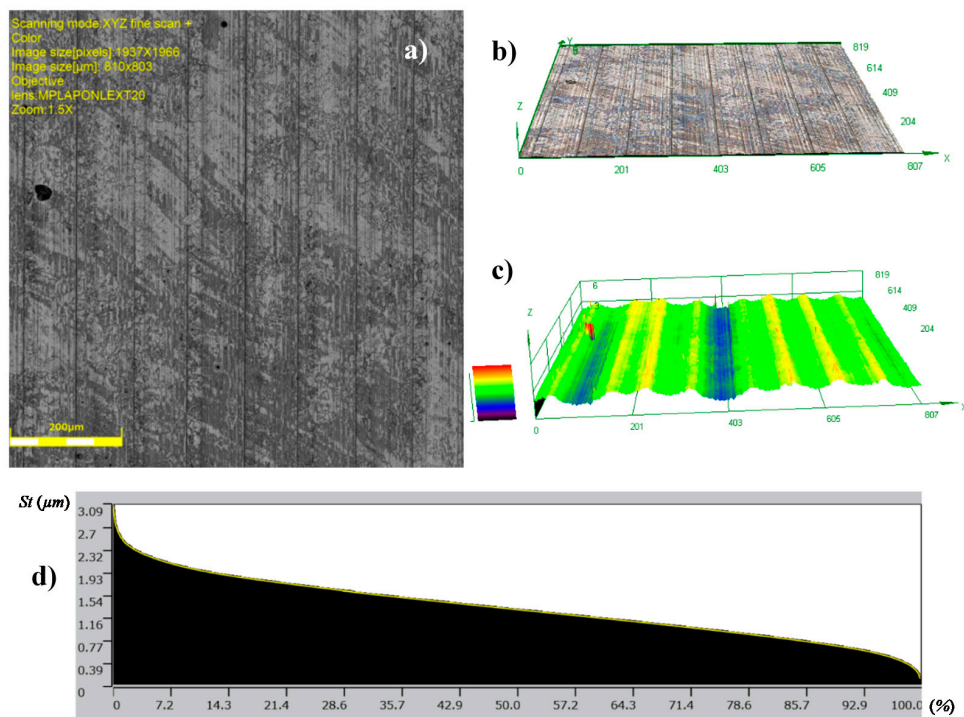 Scanning mode:XYZ fine scan +
Color
Image size[pixels]:1937X1966
Image size[µm]: 810x803
Objective
lens:MPLAPONLEXT20
Zoom:1.5X
a)
200µm
b)
Y
Z
X
0
201
403
605
807
204
409
614
819
c)
6
Z
0
201
403
605
807
204
409
614
819
St (µm)
d)
3.09
2.7
2.32
1.93
1.54
1.16
0.77
0.39
0
0 7.2 14.3 21.4 28.6 35.7 42.9 50.0 57.2 64.3 71.4 78.6 85.7 92.9 100.0 (%)